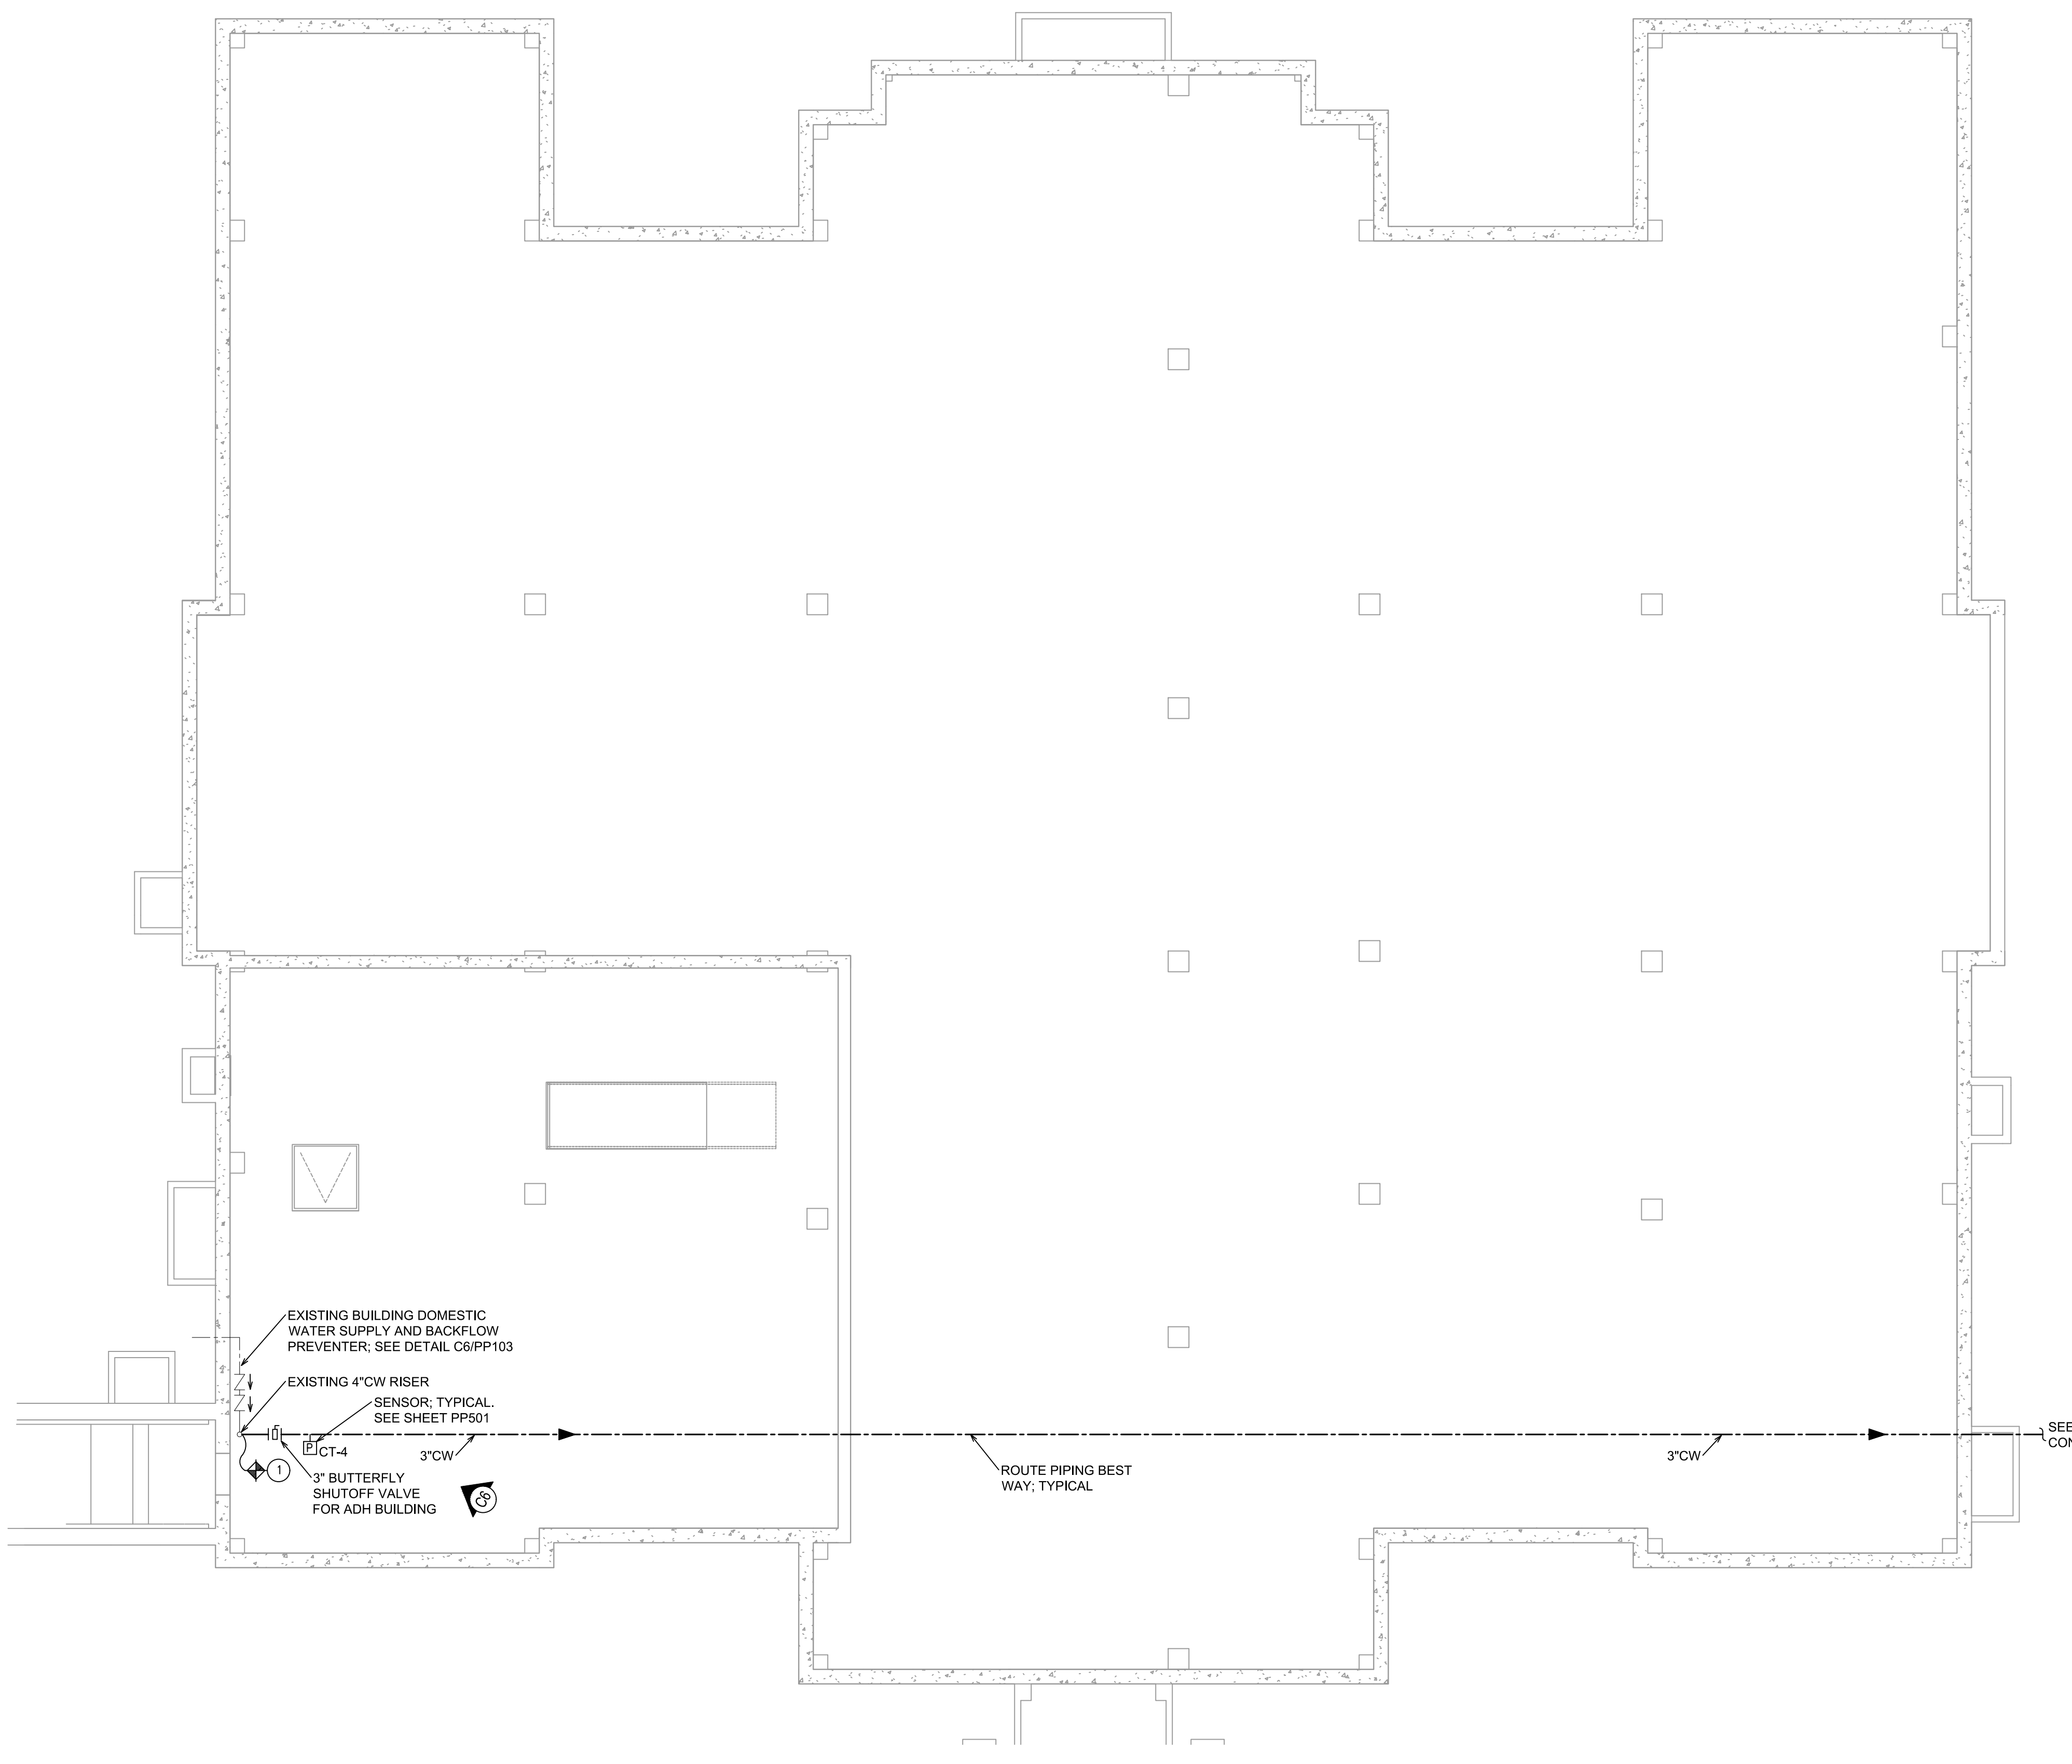 EXISTING BUILDING DOMESTIC
WATER SUPPLY AND BACKFLOW
PREVENTER; SEE DETAIL C6/PP103
EXISTING 4"CW RISER
SENSOR; TYPICAL.
SEE SHEET PP501
P
CT-4
3"CW
1
3" BUTTERFLY
SHUTOFF VALVE
FOR ADH BUILDING
C6
ROUTE PIPING BEST
WAY; TYPICAL
3"CW
SEE
CON